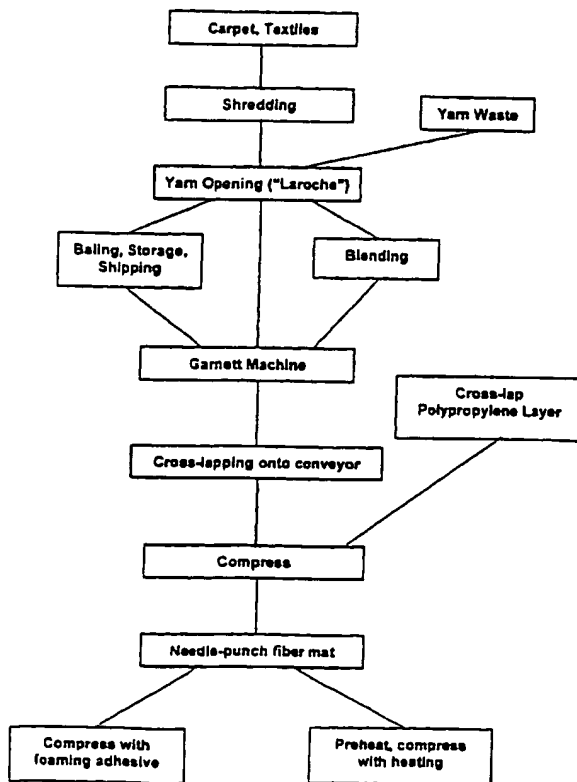 Carpet, Textiles
Shredding
Yarn Waste
Yarn Opening ("Laroche")
Baling, Storage,
Shipping
Blending
Garnett Machine
Cross-lap
Polypropylene Layer
Cross-lapping onto conveyor
Compress
Needle-punch fiber mat
Compress with
foaming adhesive
Preheat, compress
with heating